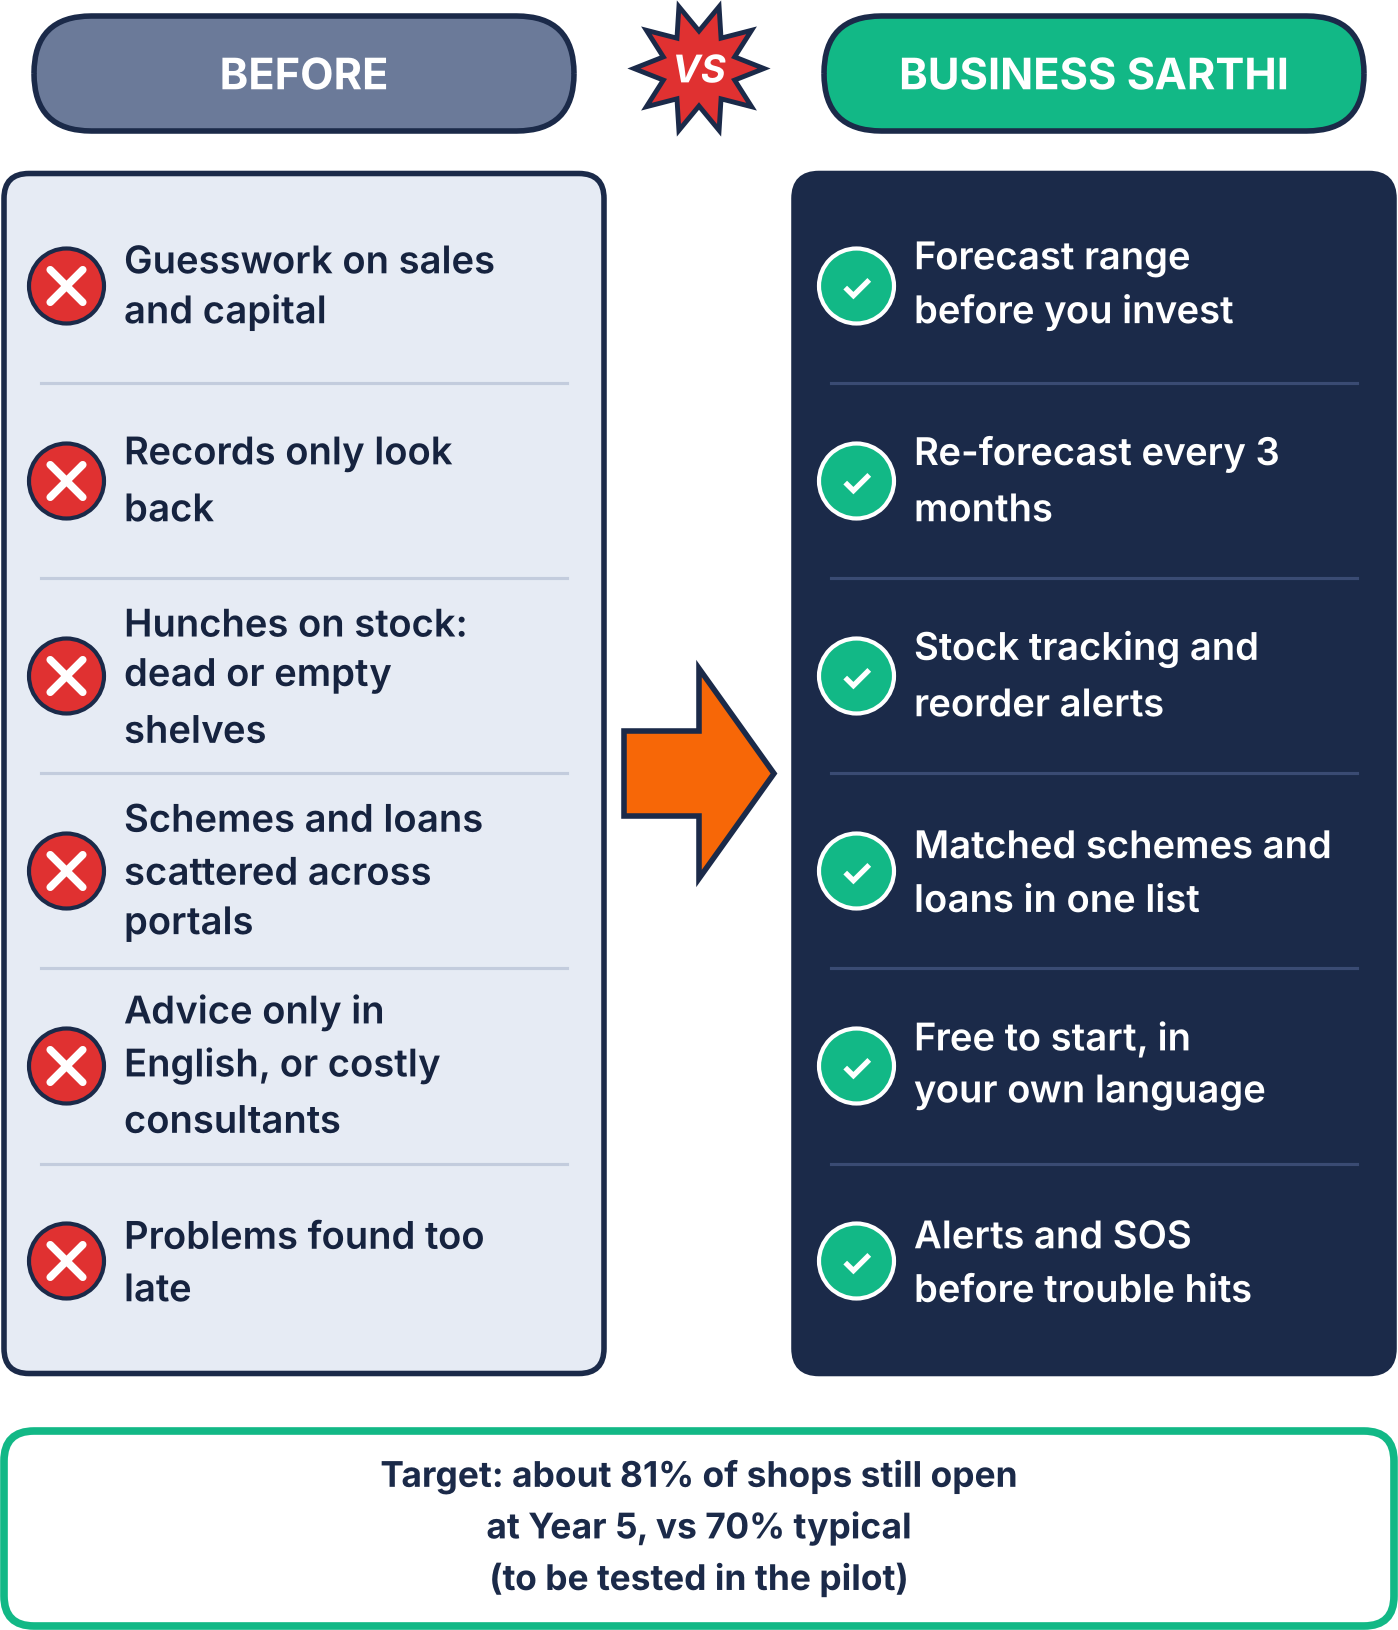 BEFORE
VS
BUSINESS SARTHI
Guesswork on sales
and capital
Records only look
back
Hunches on stock:
dead or empty
shelves
Schemes and loans
scattered across
portals
Advice only in
English, or costly
consultants
Problems found too
late
Forecast range
before you invest
Re-forecast every 3
months
Stock tracking and
reorder alerts
Matched schemes and
loans in one list
Free to start, in
your own language
Alerts and SOS
before trouble hits
Target: about 81% of shops still open
at Year 5, vs 70% typical
(to be tested in the pilot)